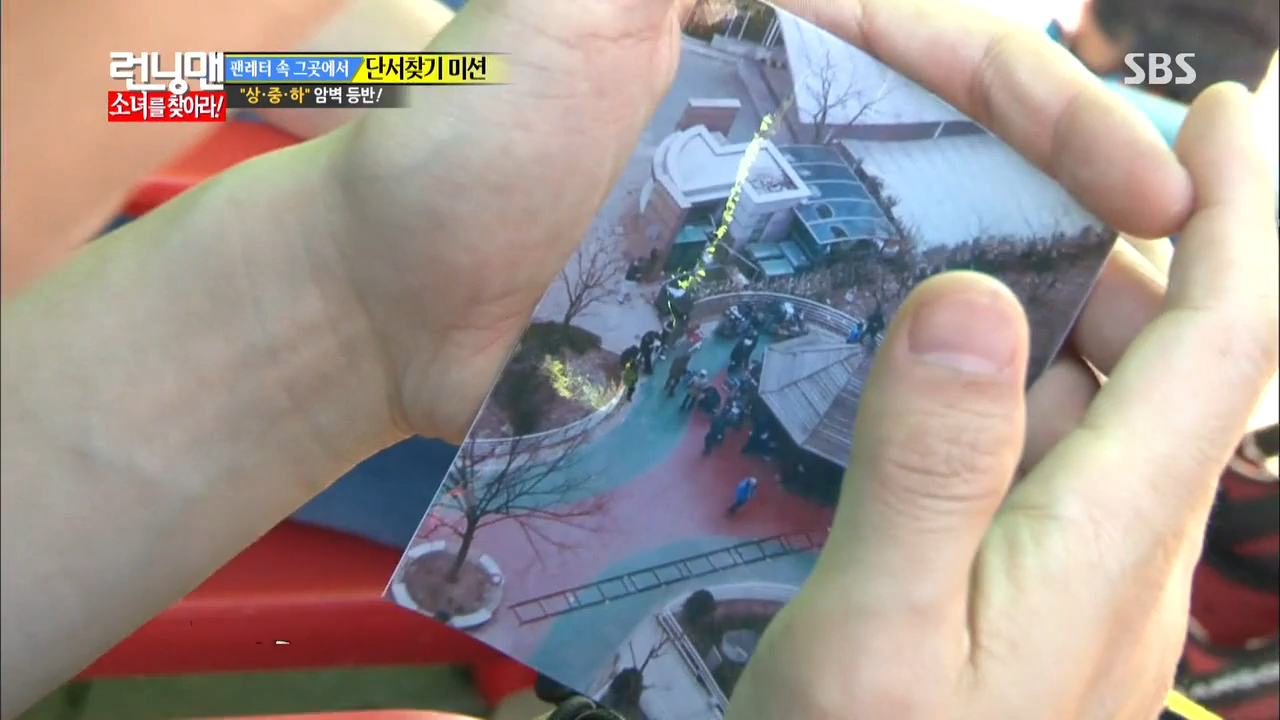 런닝맨
소녀를 찾아라!
팬레터 속 그곳에서 단서찾기 미션
"상·중·하" 암벽 등반!
SBS